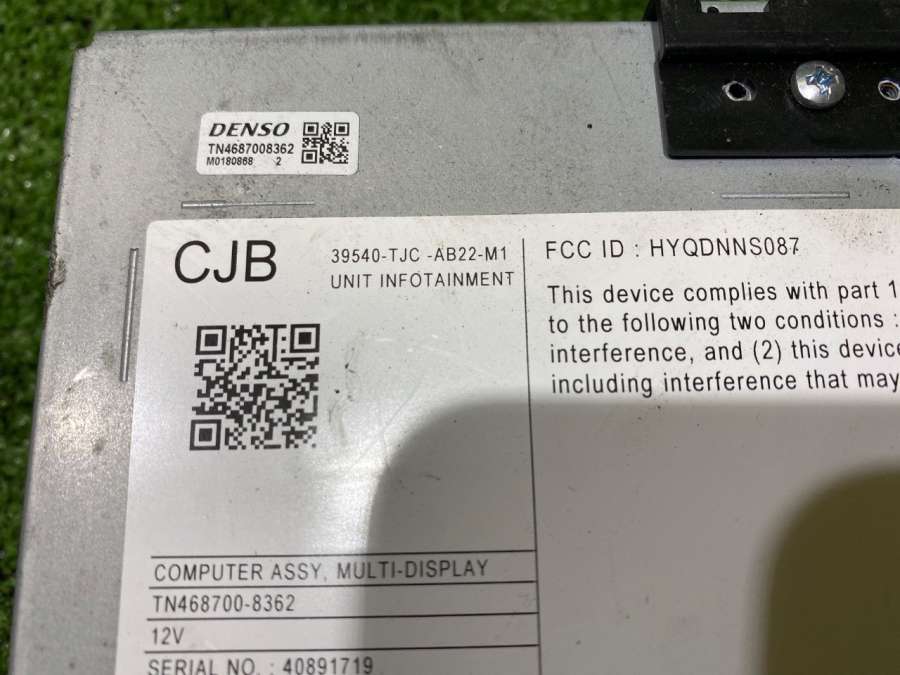 DENSO
TN4687008362
M0180868 2
CJB
39540-TJC -AB22-M1
UNIT INFOTAINMENT
FCC ID : HYQDNNS087
This device complies with part 1
to the following two conditions :
interference, and (2) this device
including interference that may
COMPUTER ASSY, MULTI-DISPLAY
TN468700-8362
12V
SERIAL NO. : 40891719